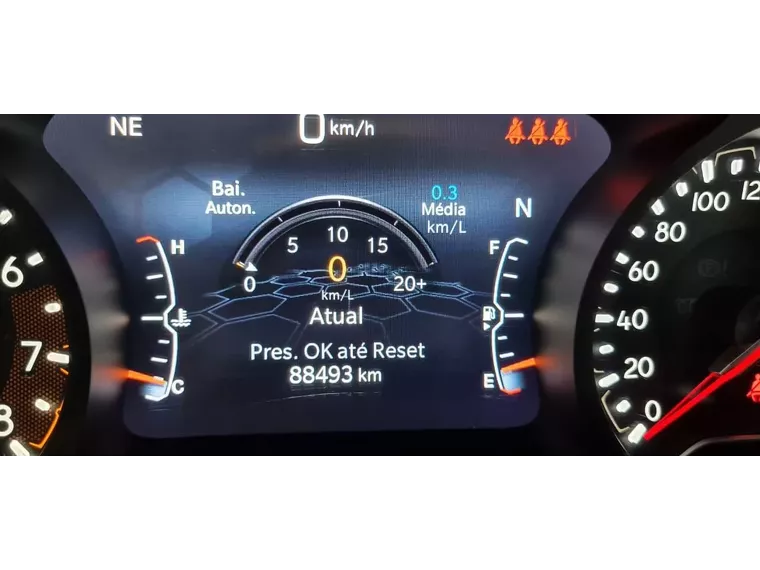 NE
0 km/h
Bai.
Auton.
0.3
Média
km/L
N
0 5 10 15 20+
0
km/L
Atual
H
C
F
E
Pres. OK até Reset
88493 km
6
7
8
0
20
40
60
80
100
12